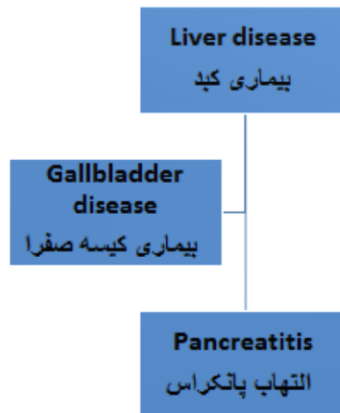 Liver disease
بیماری کبد
Gallbladder
disease
بیماری کیسه صفرا
Pancreatitis
التهاب پانکراس